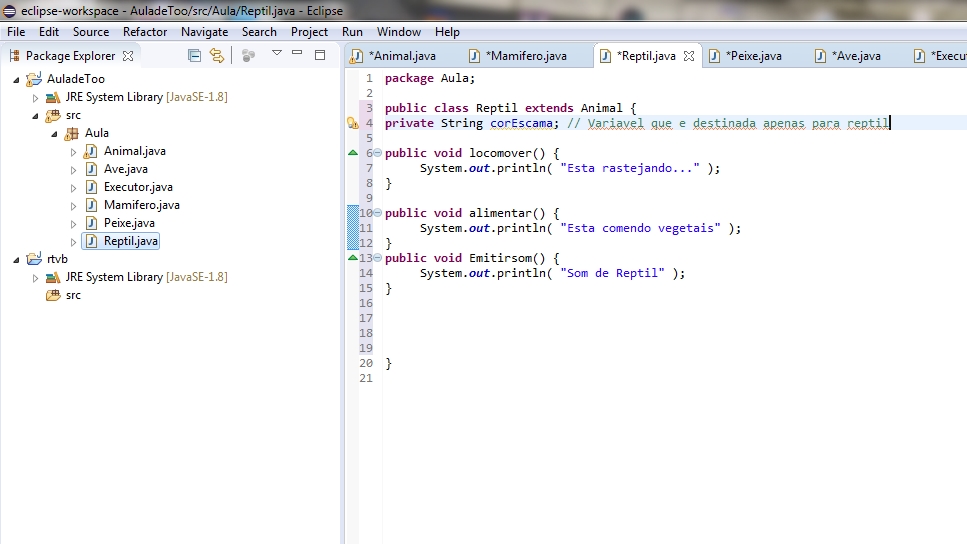 eclipse-workspace - AuladeToo/src/Aula/Reptil.java - Eclipse
File Edit Source Refactor Navigate Search Project Run Window Help
Package Explorer
*Animal.java *Mamifero.java *Reptil.java *Peixe.java *Ave.java *Execu
AuladeToo
JRE System Library [JavaSE-1.8]
src
Aula
Animal.java
Ave.java
Executor.java
Mamifero.java
Peixe.java
Reptil.java
rtvb
JRE System Library [JavaSE-1.8]
src
1 package Aula;
2
3 public class Reptil extends Animal {
4 private String corEscama; // Variavel que e destinada apenas para reptil
5
6 public void locomover() {
7 System.out.println( "Esta rastejando..." );
8 }
9
10 public void alimentar() {
11 System.out.println( "Esta comendo vegetais" );
12 }
13 public void Emitirsom() {
14 System.out.println( "Som de Reptil" );
15 }
16
17
18
19
20 }
21